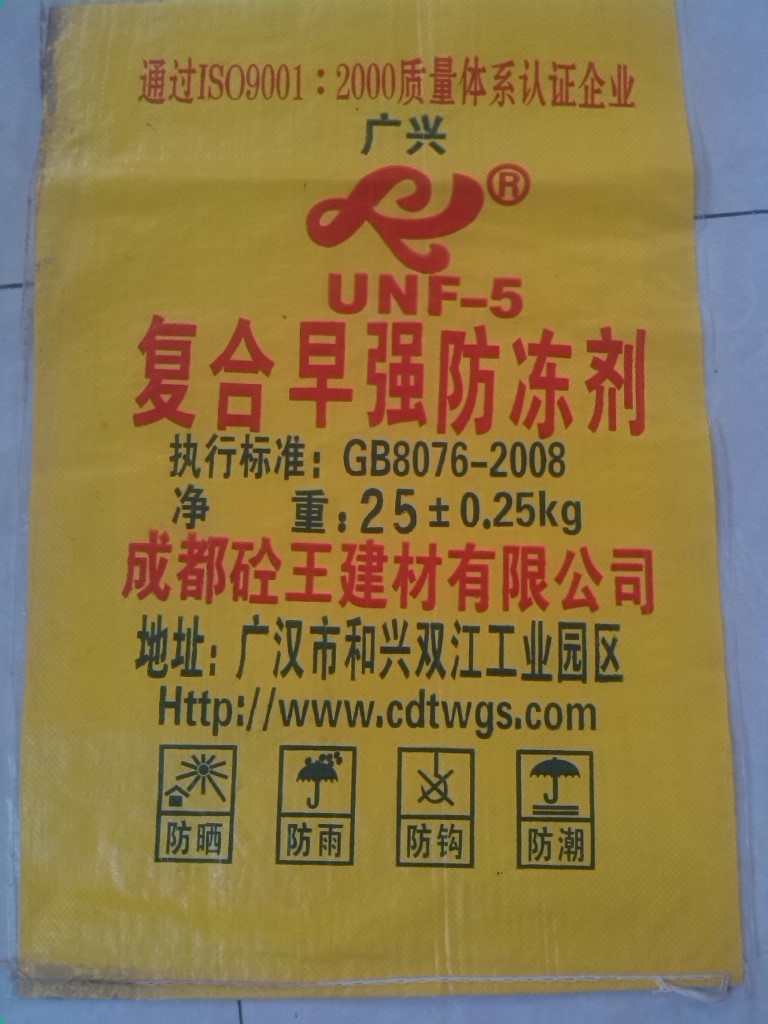 通过ISO9001：2000质量体系认证企业
广兴
®
UNF-5
复合早强防冻剂
执行标准：GB8076-2008
净 重：25±0.25kg
成都砼王建材有限公司
地址：广汉市和兴双江工业园区
Http://www.cdtwgs.com
防晒 防雨 防钩 防潮